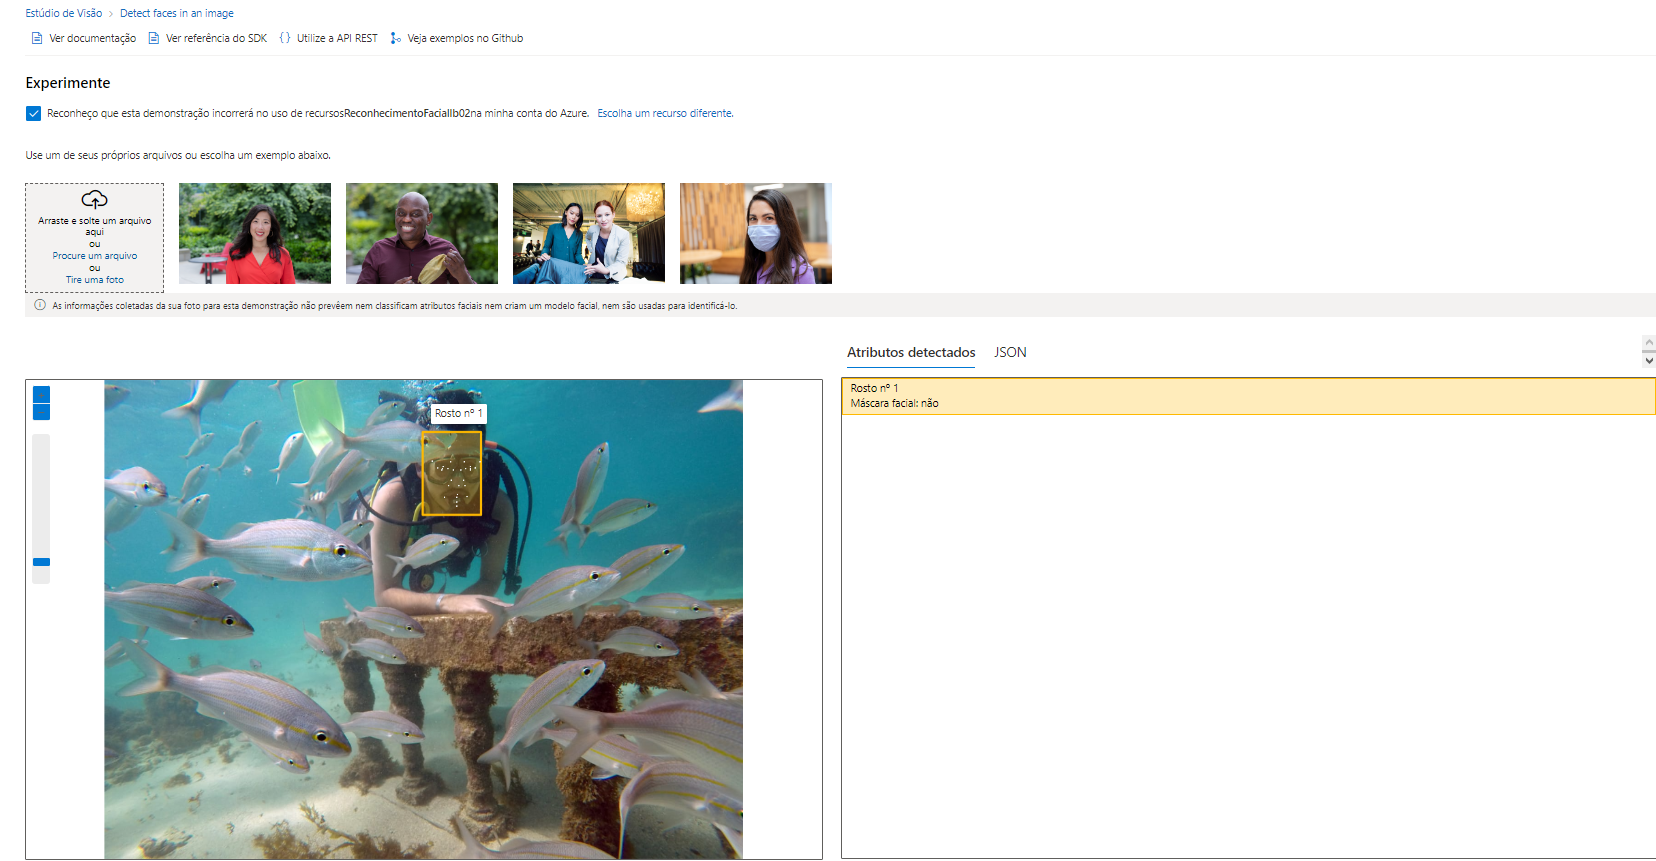 Estúdio de Visão > Detect faces in an image
Ver documentação Ver referência do SDK {} Utilize a API REST Veja exemplos no Github
Experimente
Reconheço que esta demonstração incorrerá no uso de recursosReconhecimentoFacialIb02na minha conta do Azure. Escolha um recurso diferente.
Use um de seus próprios arquivos ou escolha um exemplo abaixo.
Arraste e solte um arquivo
aqui
ou
Procure um arquivo
ou
Tire uma foto
As informações coletadas da sua foto para esta demonstração não prevêem nem classificam atributos faciais nem criam um modelo facial, nem são usadas para identificá-lo.
Atributos detectados JSON
Rosto nº 1
Rosto nº 1
Máscara facial: não